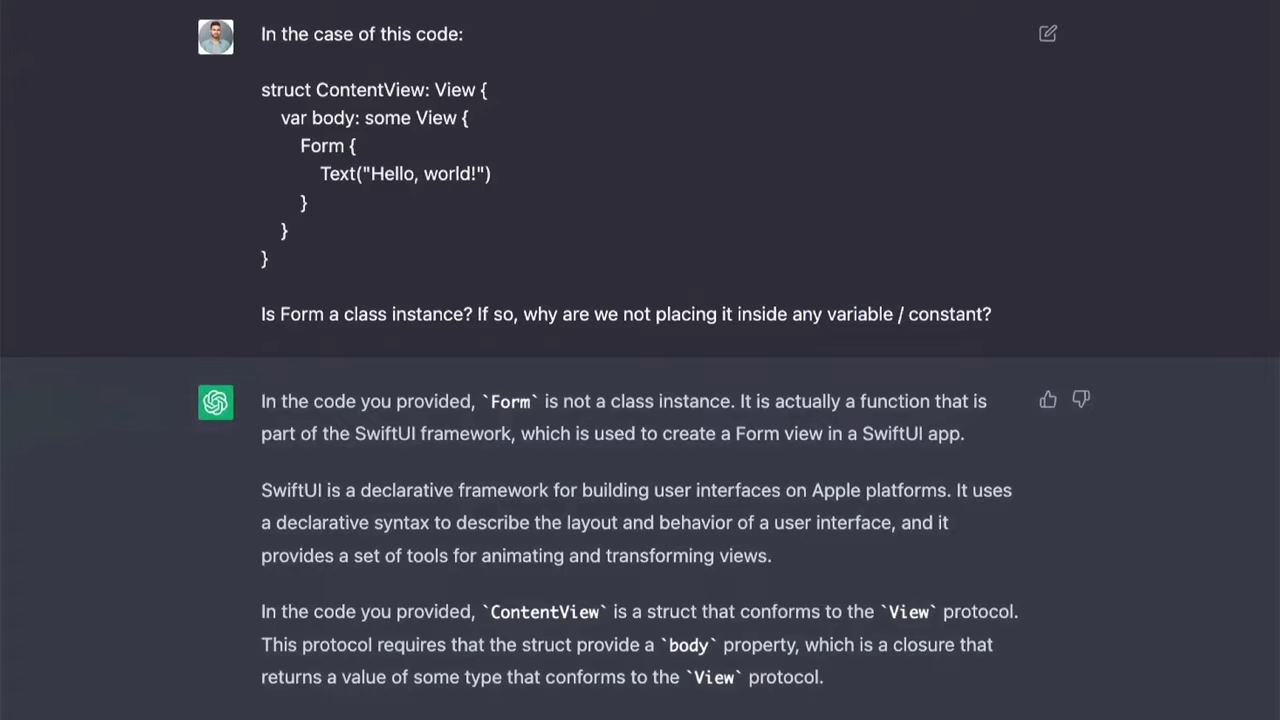 In the case of this code:
struct ContentView: View {
var body: some View {
Form {
Text("Hello, world!")
}
}
}
Is Form a class instance? If so, why are we not placing it inside any variable / constant?
In the code you provided, `Form` is not a class instance. It is actually a function that is
part of the SwiftUI framework, which is used to create a Form view in a SwiftUI app.
SwiftUI is a declarative framework for building user interfaces on Apple platforms. It uses
a declarative syntax to describe the layout and behavior of a user interface, and it
provides a set of tools for animating and transforming views.
In the code you provided, `ContentView` is a struct that conforms to the `View` protocol.
This protocol requires that the struct provide a `body` property, which is a closure that
returns a value of some type that conforms to the `View` protocol.